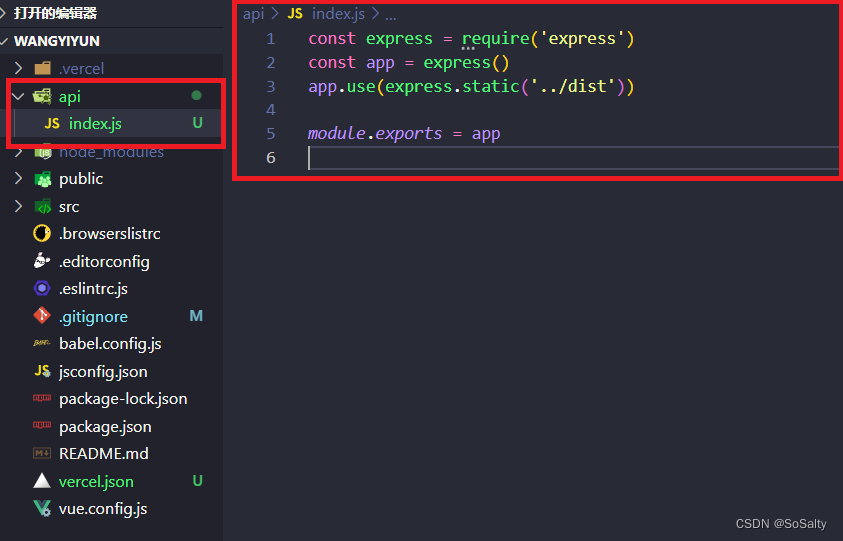 打开的编辑器
WANGYIYUN
.vercel
api
index.js U
node_modules
public
src
.browserslistrc
.editorconfig
.eslintrc.js
.gitignore M
babel.config.js
jsconfig.json
package-lock.json
package.json
README.md
vercel.json U
vue.config.js
api > JS index.js > ...
1 const express = require('express')
2 const app = express()
3 app.use(express.static('../dist'))
4
5 module.exports = app
6
CSDN @SoSalty